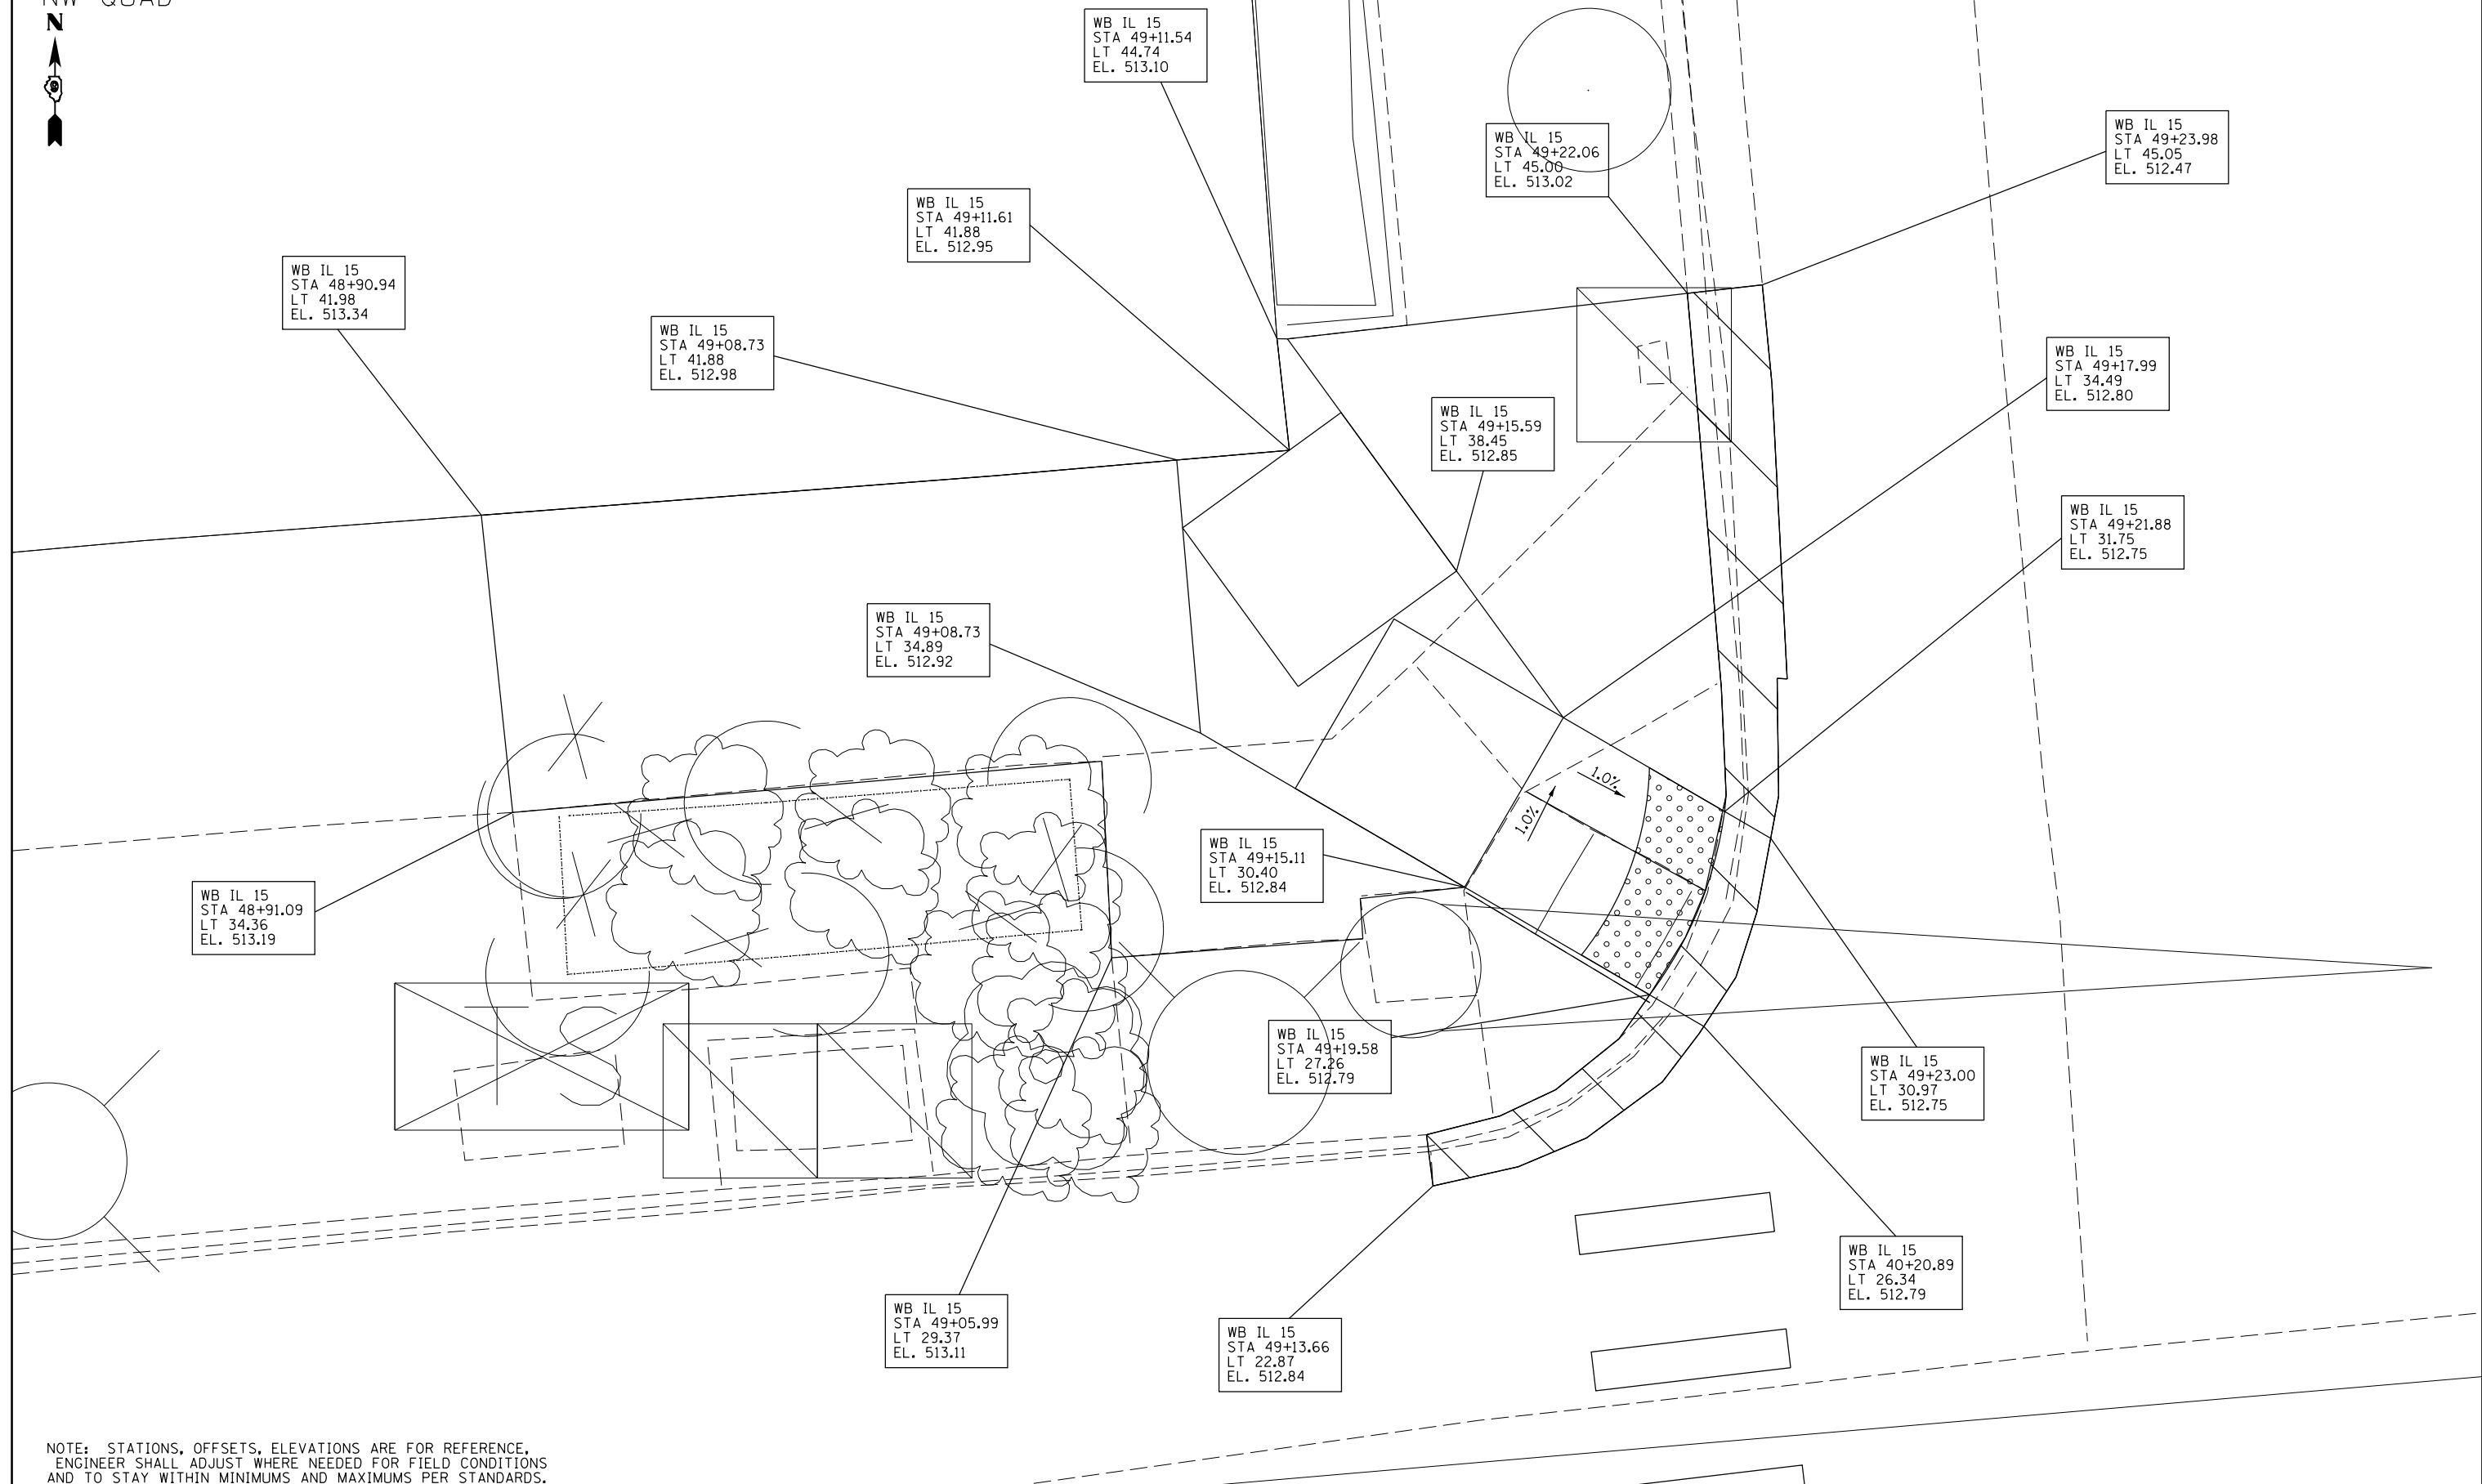 NW QUAD
N
WB IL 15
STA 49+11.54
LT 44.74
EL. 513.10
WB IL 15
STA 49+22.06
LT 45.00
EL. 513.02
WB IL 15
STA 49+23.98
LT 45.05
EL. 512.47
WB IL 15
STA 49+11.61
LT 41.88
EL. 512.95
WB IL 15
STA 48+90.94
LT 41.98
EL. 513.34
WB IL 15
STA 49+08.73
LT 41.88
EL. 512.98
WB IL 15
STA 49+17.99
LT 34.49
EL. 512.80
WB IL 15
STA 49+15.59
LT 38.45
EL. 512.85
WB IL 15
STA 49+21.88
LT 31.75
EL. 512.75
WB IL 15
STA 49+08.73
LT 34.89
EL. 512.92
1.0%
1.0%
WB IL 15
STA 49+15.11
LT 30.40
EL. 512.84
WB IL 15
STA 48+91.09
LT 34.36
EL. 513.19
WB IL 15
STA 49+19.58
LT 27.26
EL. 512.79
WB IL 15
STA 49+23.00
LT 30.97
EL. 512.75
WB IL 15
STA 40+20.89
LT 26.34
EL. 512.79
WB IL 15
STA 49+05.99
LT 29.37
EL. 513.11
WB IL 15
STA 49+13.66
LT 22.87
EL. 512.84
NOTE: STATIONS, OFFSETS, ELEVATIONS ARE FOR REFERENCE,
ENGINEER SHALL ADJUST WHERE NEEDED FOR FIELD CONDITIONS
AND TO STAY WITHIN MINIMUMS AND MAXIMUMS PER STANDARDS.